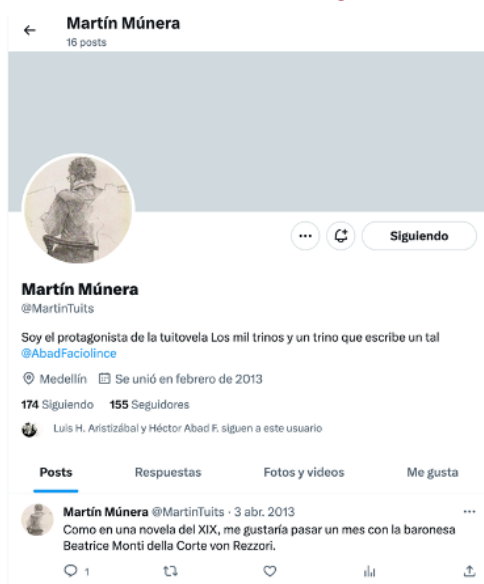 Martín Múnera
16 posts
Siguiendo
Martín Múnera
@MartinTuits
Soy el protagonista de la tuitovela Los mil trinos y un trino que escribe un tal
@AbadFaciolince
Medellín Se unió en febrero de 2013
174 Siguiendo 155 Seguidores
Luis H. Aristizábal y Héctor Abad F. siguen a este usuario
Posts Respuestas Fotos y videos Me gusta
Martín Múnera @MartinTuits · 3 abr. 2013
Como en una novela del XIX, me gustaría pasar un mes con la baronesa
Beatrice Monti della Corte von Rezzori.
1